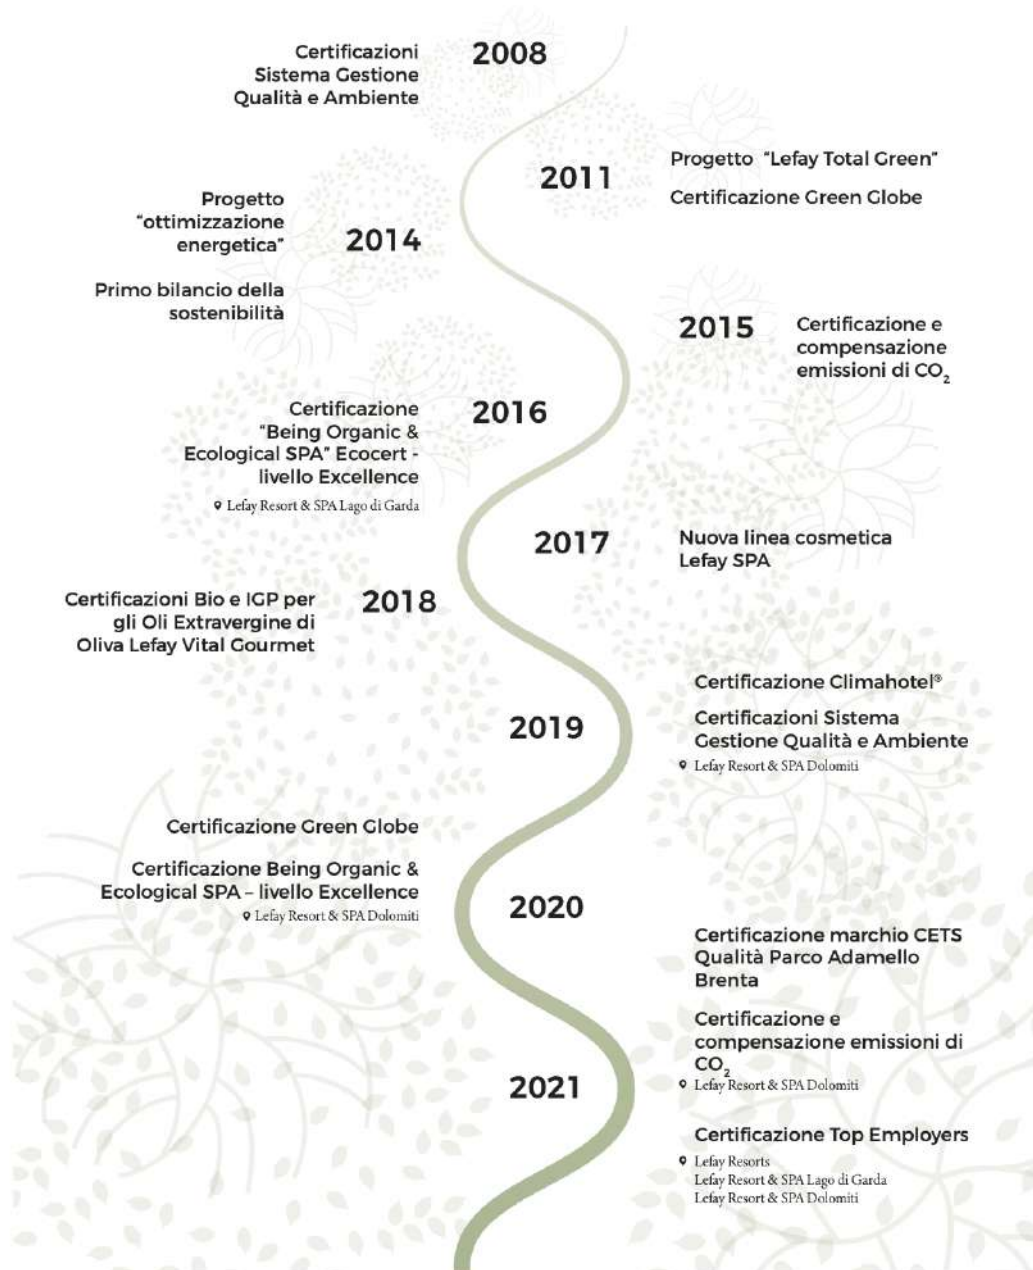 Certificazioni
Sistema Gestione
Qualità e Ambiente
2008
2011
Progetto "Lefay Total Green"
Certificazione Green Globe
Progetto
"ottimizzazione
energetica"
Primo bilancio della
sostenibilità
2014
2015
Certificazione e
compensazione
emissioni di CO₂
Certificazione
"Being Organic &
Ecological SPA" Ecocert -
livello Excellence
Lefay Resort & SPA Lago di Garda
2016
2017
Nuova linea cosmetica
Lefay SPA
Certificazioni Bio e IGP per
gli Oli Extravergine di
Oliva Lefay Vital Gourmet
2018
2019
Certificazione Climahotel®
Certificazioni Sistema
Gestione Qualità e Ambiente
Lefay Resort & SPA Dolomiti
Certificazione Green Globe
Certificazione Being Organic &
Ecological SPA – livello Excellence
Lefay Resort & SPA Dolomiti
2020
2021
Certificazione marchio CETS
Qualità Parco Adamello
Brenta
Certificazione e
compensazione emissioni di
CO₂
Lefay Resort & SPA Dolomiti
Certificazione Top Employers
Lefay Resorts
Lefay Resort & SPA Lago di Garda
Lefay Resort & SPA Dolomiti